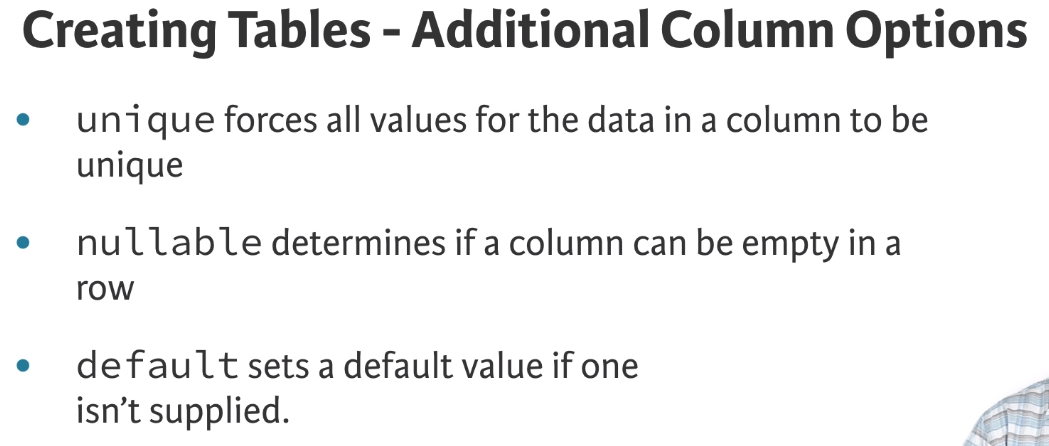 Creating Tables - Additional Column Options
• unique forces all values for the data in a column to be
unique
• nullable determines if a column can be empty in a
row
• default sets a default value if one
isn't supplied.